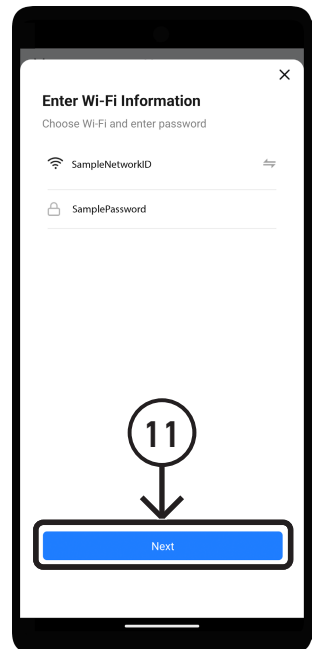 Enter Wi-Fi Information
Choose Wi-Fi and enter password
SampleNetworkID
SamplePassword
11
Next